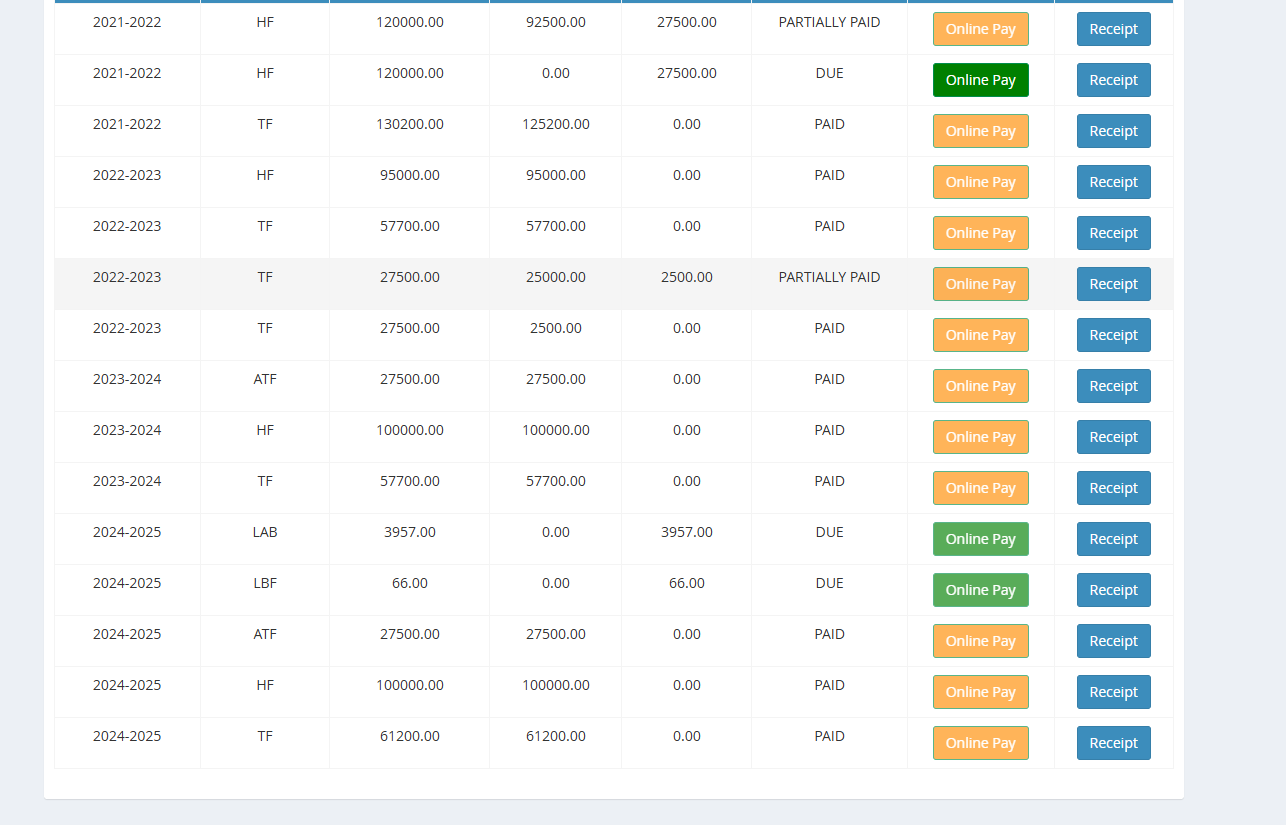 2021-2022 HF 120000.00 92500.00 27500.00 PARTIALLY PAID Online Pay Receipt
2021-2022 HF 120000.00 0.00 27500.00 DUE Online Pay Receipt
2021-2022 TF 130200.00 125200.00 0.00 PAID Online Pay Receipt
2022-2023 HF 95000.00 95000.00 0.00 PAID Online Pay Receipt
2022-2023 TF 57700.00 57700.00 0.00 PAID Online Pay Receipt
2022-2023 TF 27500.00 25000.00 2500.00 PARTIALLY PAID Online Pay Receipt
2022-2023 TF 27500.00 2500.00 0.00 PAID Online Pay Receipt
2023-2024 ATF 27500.00 27500.00 0.00 PAID Online Pay Receipt
2023-2024 HF 100000.00 100000.00 0.00 PAID Online Pay Receipt
2023-2024 TF 57700.00 57700.00 0.00 PAID Online Pay Receipt
2024-2025 LAB 3957.00 0.00 3957.00 DUE Online Pay Receipt
2024-2025 LBF 66.00 0.00 66.00 DUE Online Pay Receipt
2024-2025 ATF 27500.00 27500.00 0.00 PAID Online Pay Receipt
2024-2025 HF 100000.00 100000.00 0.00 PAID Online Pay Receipt
2024-2025 TF 61200.00 61200.00 0.00 PAID Online Pay Receipt